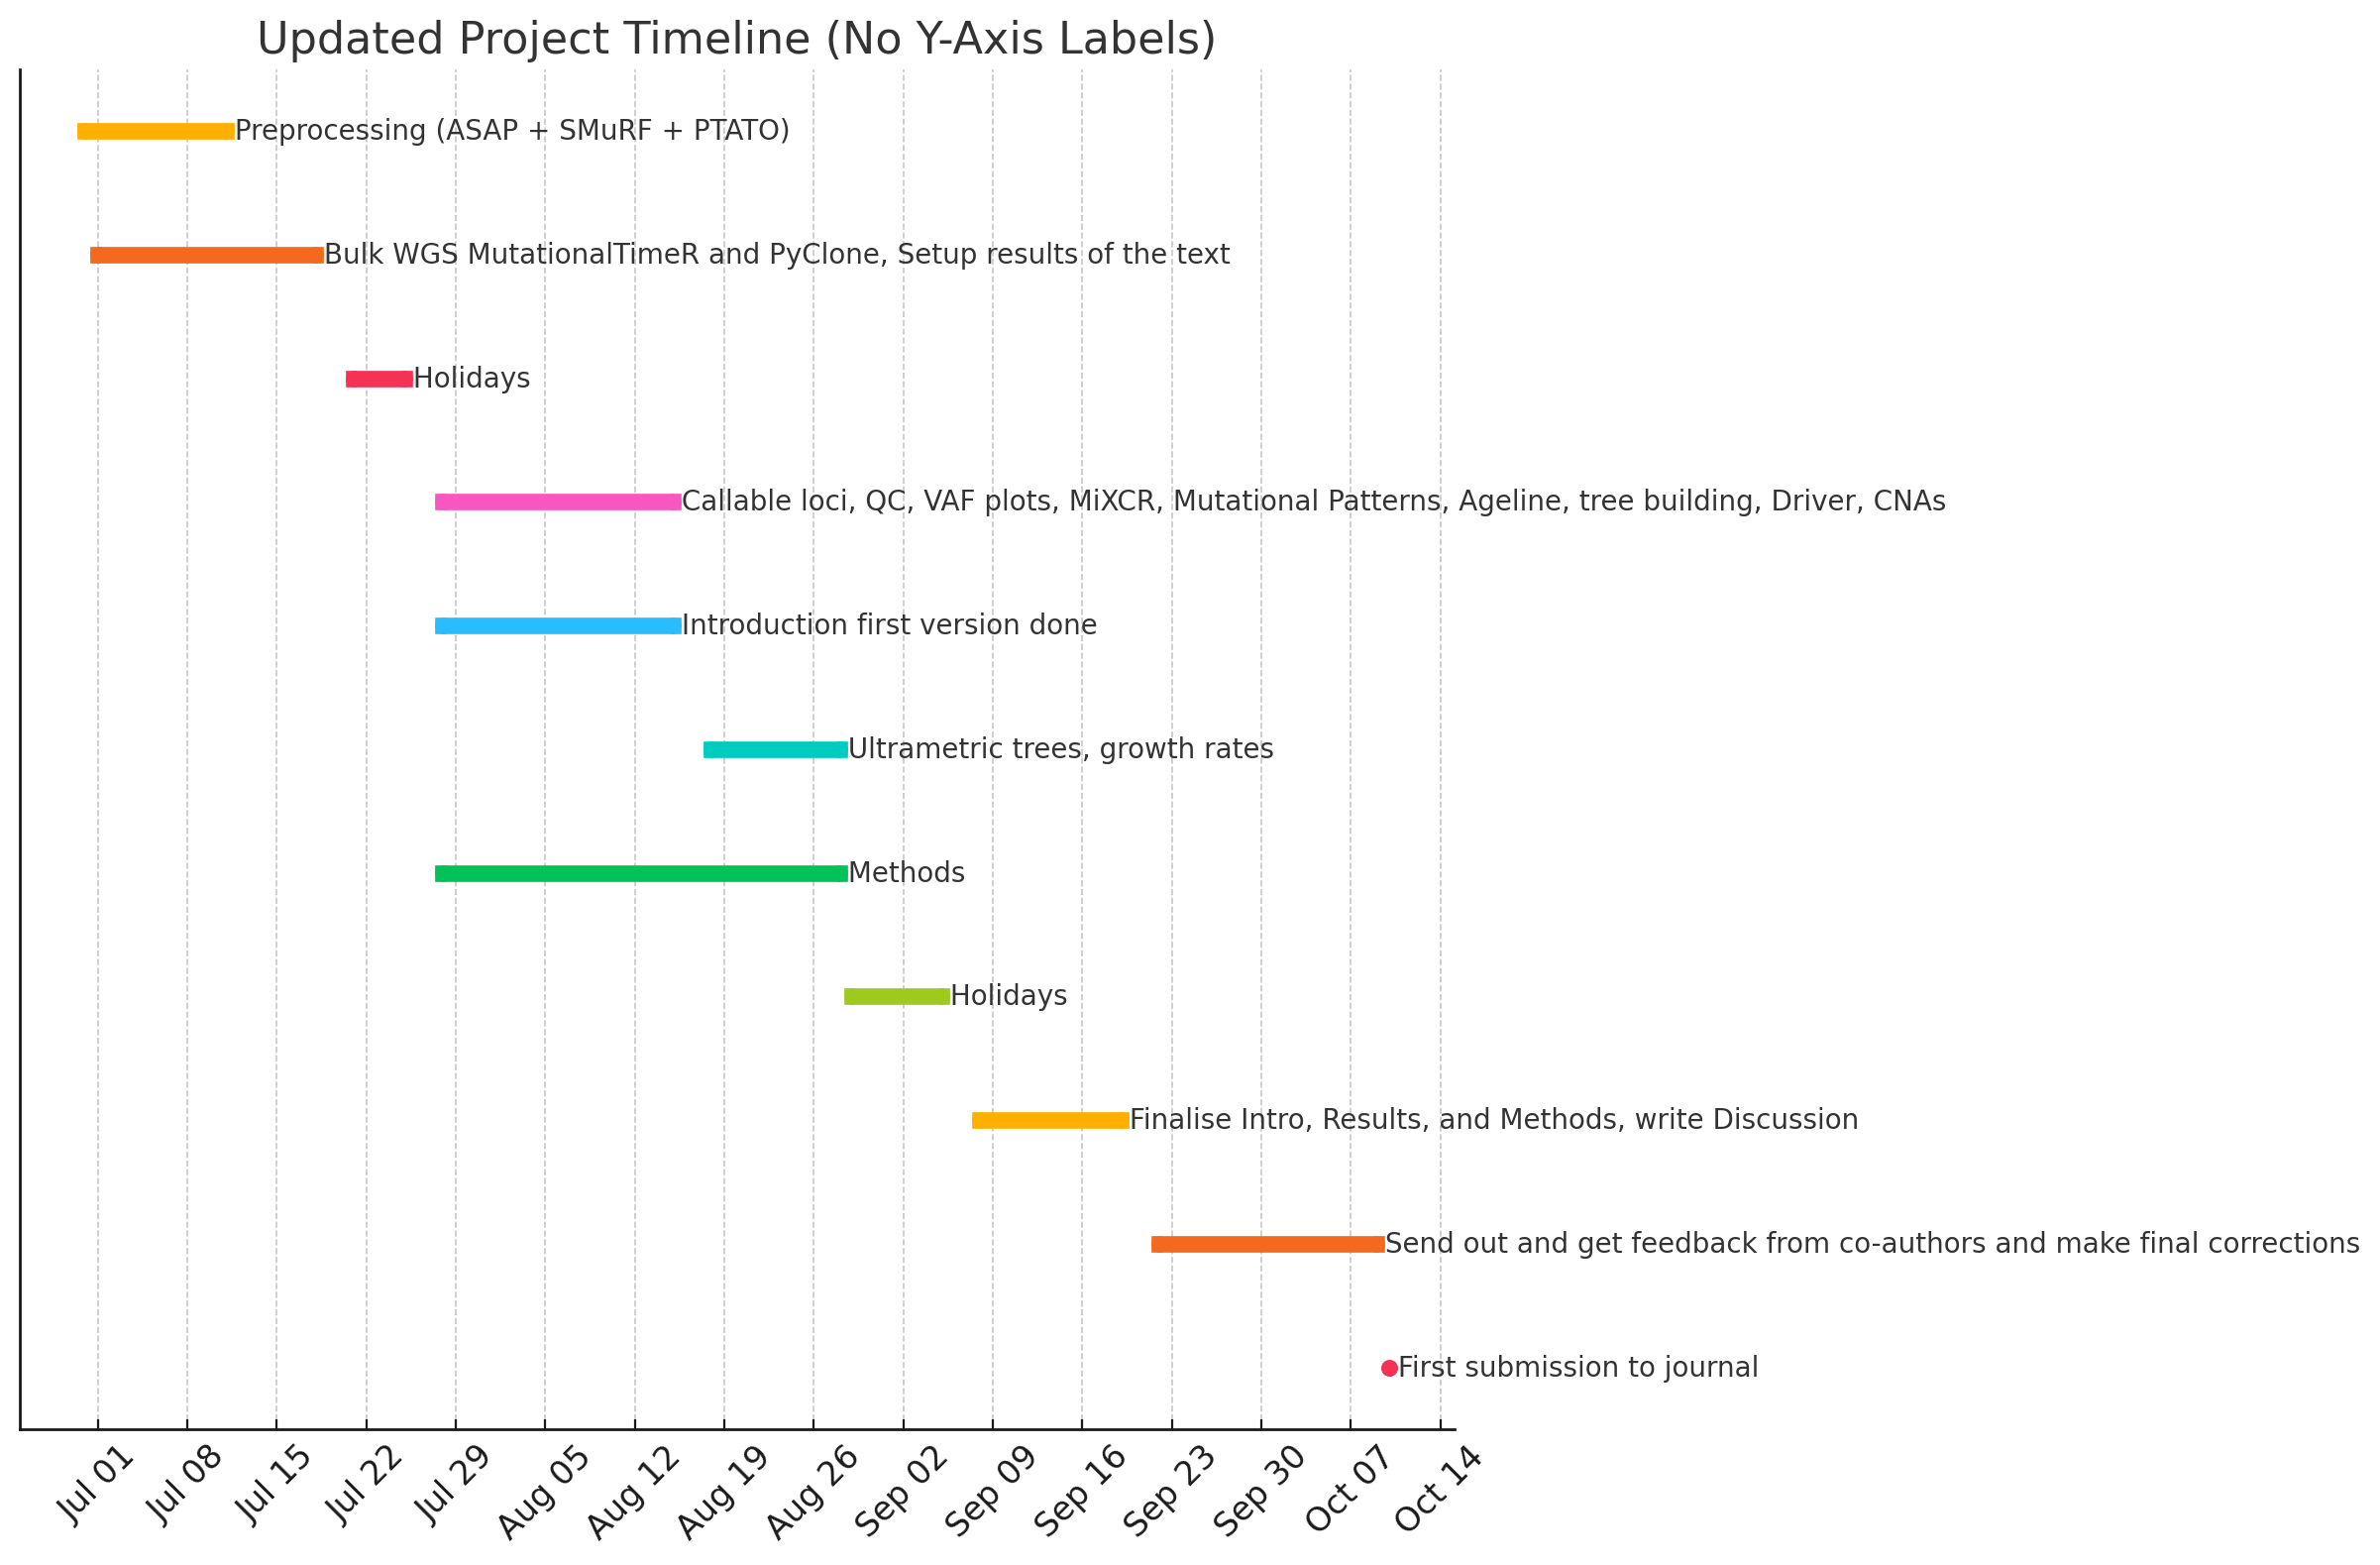 Updated Project Timeline (No Y-Axis Labels)
Preprocessing (ASAP + SMuRF + PTATO)
Bulk WGS MutationalTimeR and PyClone, Setup results of the text
Holidays
Callable loci, QC, VAF plots, MiXCR, Mutational Patterns, Ageline, tree building, Driver, CNAs
Introduction first version done
Ultrametric trees, growth rates
Methods
Holidays
Finalise Intro, Results, and Methods, write Discussion
Send out and get feedback from co-authors and make final corrections
First submission to journal
Jul 01
Jul 08
Jul 15
Jul 22
Jul 29
Aug 05
Aug 12
Aug 19
Aug 26
Sep 02
Sep 09
Sep 16
Sep 23
Sep 30
Oct 07
Oct 14